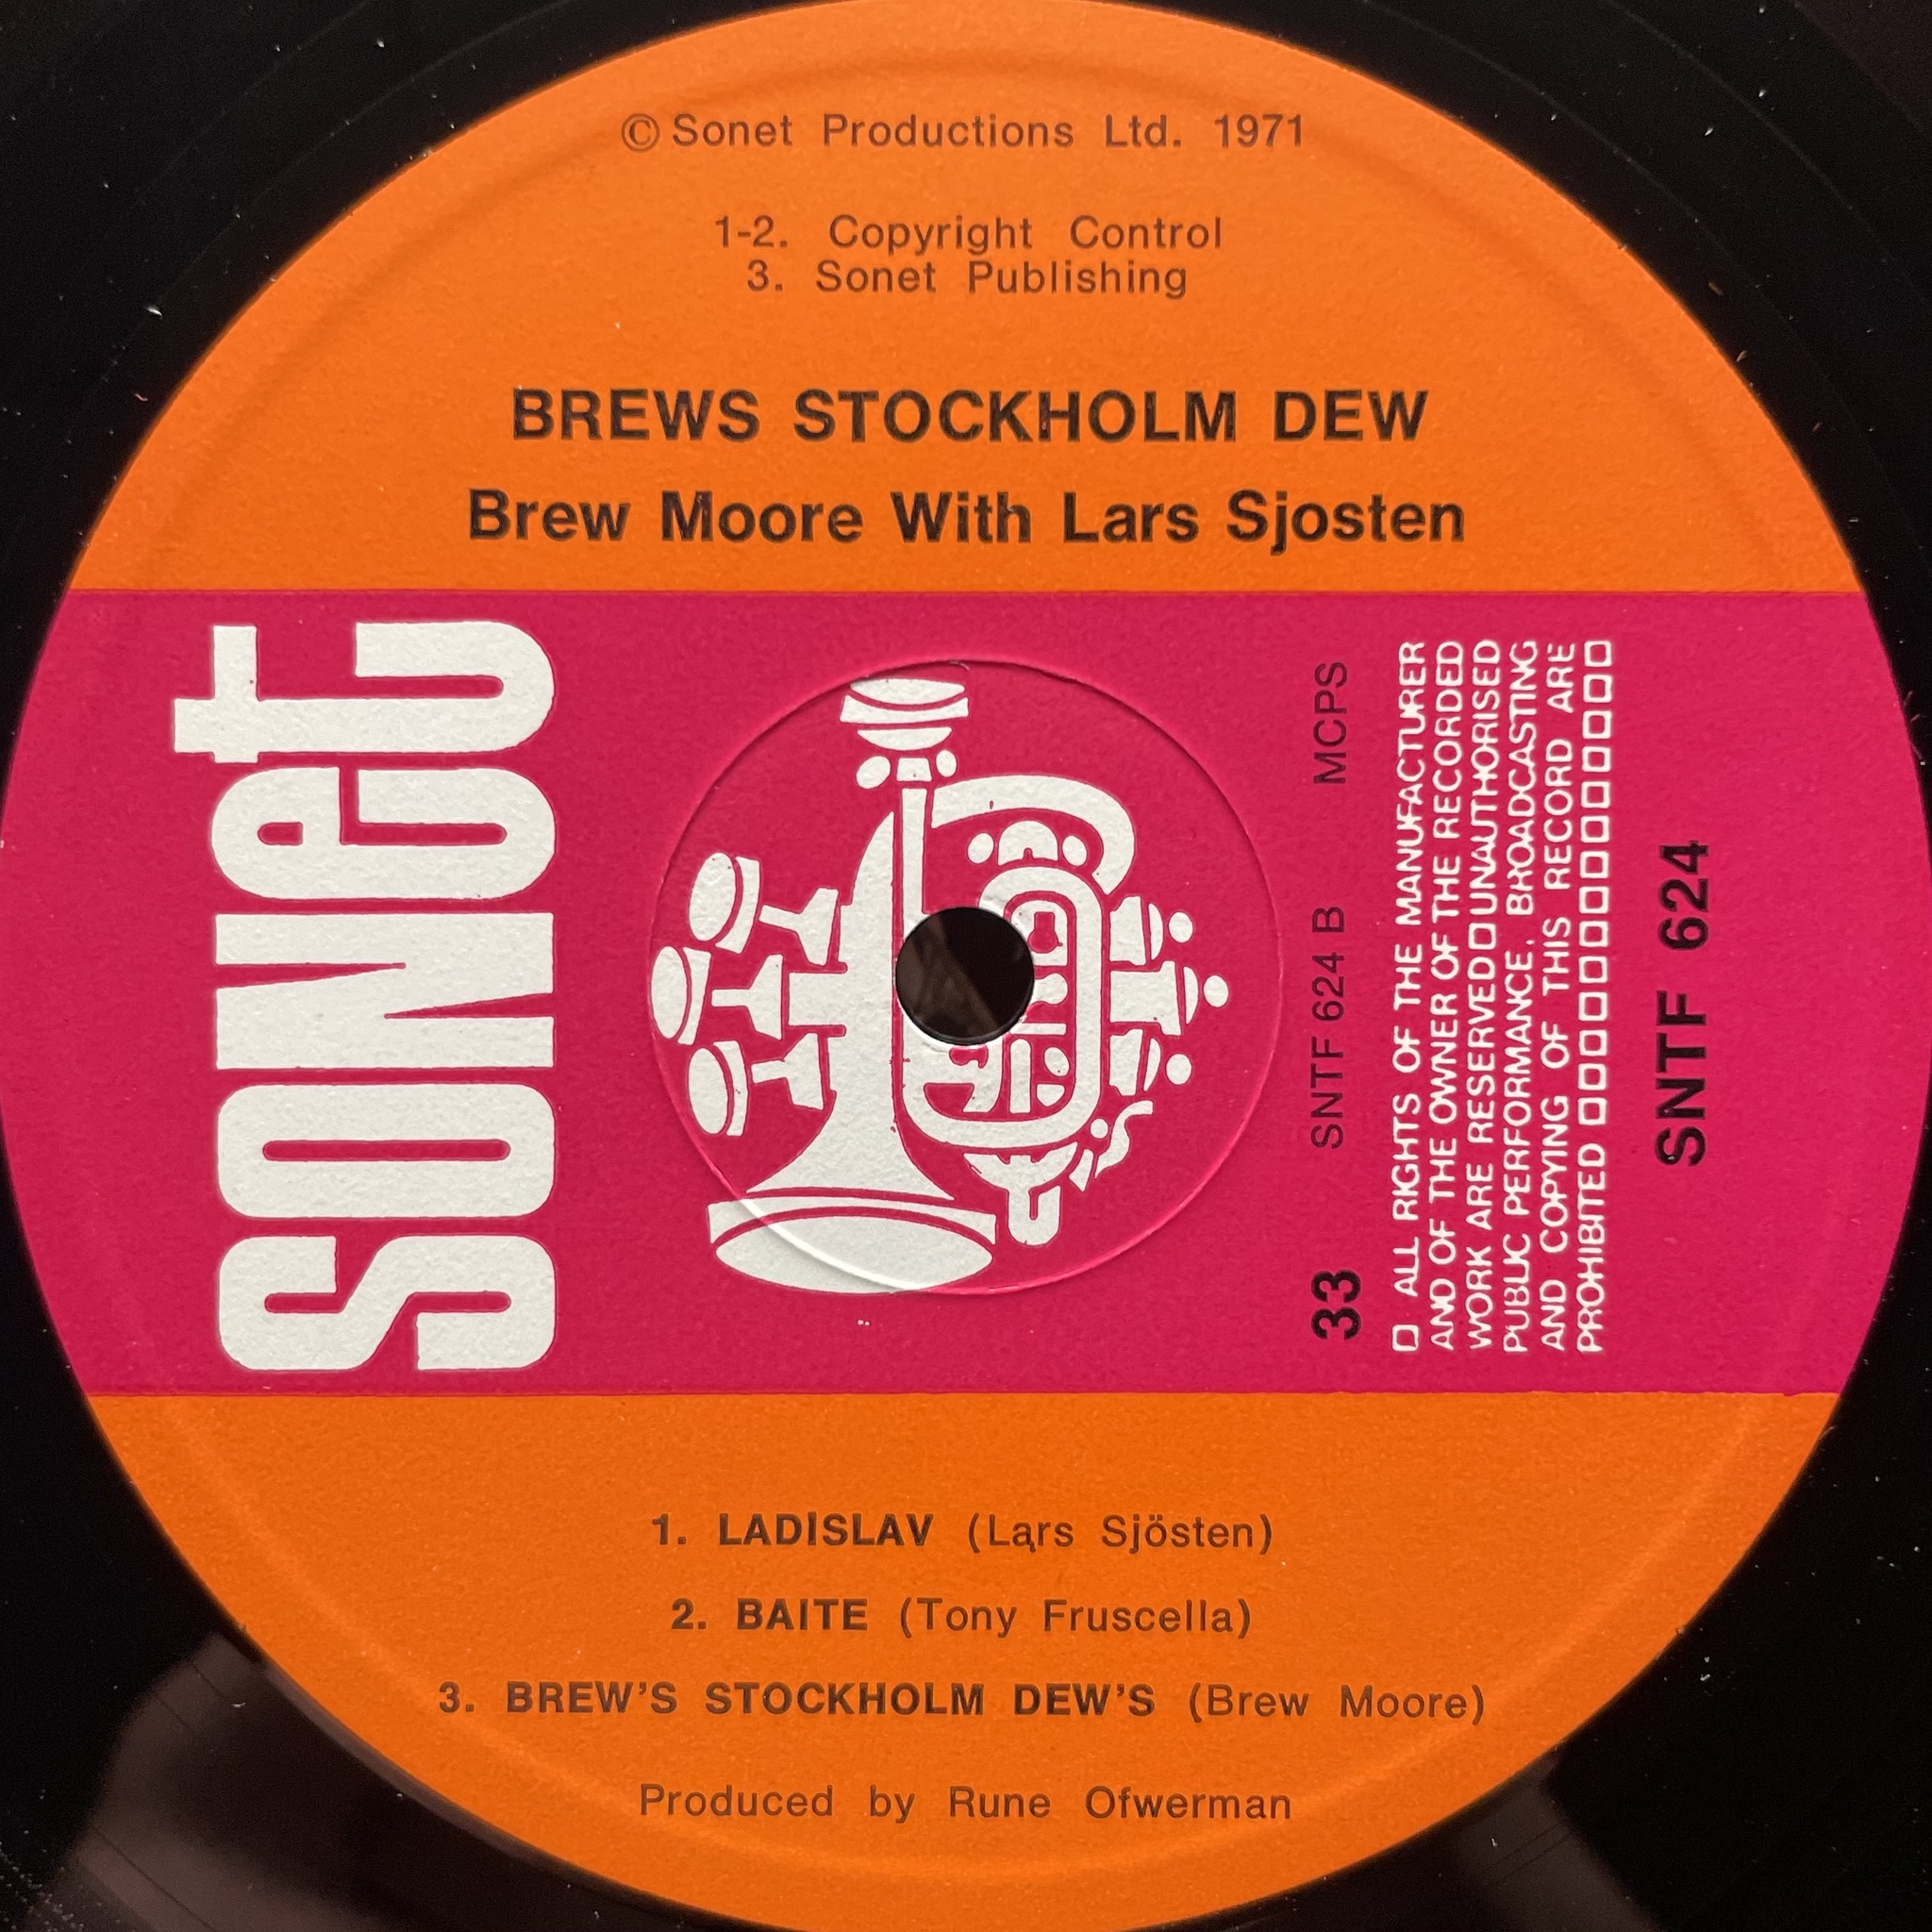 © Sonet Productions Ltd. 1971
1-2. Copyright Control
3. Sonet Publishing
BREWS STOCKHOLM DEW
Brew Moore With Lars Sjosten
sonet
33 SNTF 624 B MCPS
□ ALL RIGHTS OF THE MANUFACTURER
AND OF THE OWNER OF THE RECORDED
WORK ARE RESERVED □ UNAUTHORISED
PUBLIC PERFORMANCE, BROADCASTING
AND COPYING OF THIS RECORD ARE
PROHIBITED □□□□□□□□□□□□□□
SNTF 624
1. LADISLAV (Lars Sjösten)
2. BAITE (Tony Fruscella)
3. BREW'S STOCKHOLM DEW'S (Brew Moore)
Produced by Rune Ofwerman